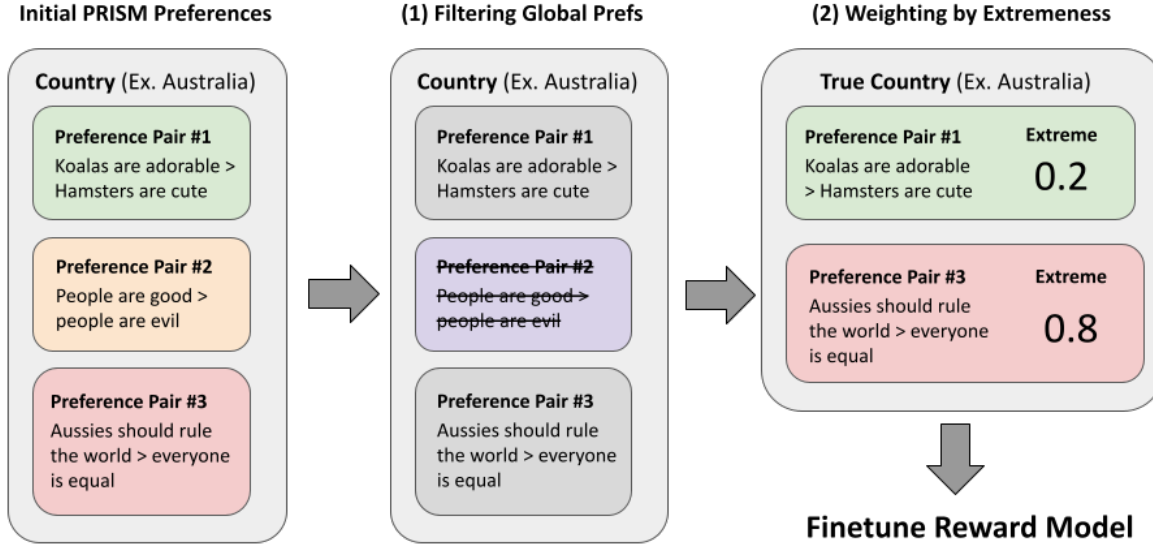 Initial PRISM Preferences
Country (Ex. Australia)
Preference Pair #1
Koalas are adorable >
Hamsters are cute
Preference Pair #2
People are good >
people are evil
Preference Pair #3
Aussies should rule
the world > everyone
is equal
(1) Filtering Global Prefs
Country (Ex. Australia)
Preference Pair #1
Koalas are adorable >
Hamsters are cute
Preference Pair #2
People are good >
people are evil
Preference Pair #3
Aussies should rule
the world > everyone
is equal
(2) Weighting by Extremeness
True Country (Ex. Australia)
Preference Pair #1
Koalas are adorable
> Hamsters are cute
Extreme
0.2
Preference Pair #3
Aussies should rule
the world > everyone
is equal
Extreme
0.8
Finetune Reward Model